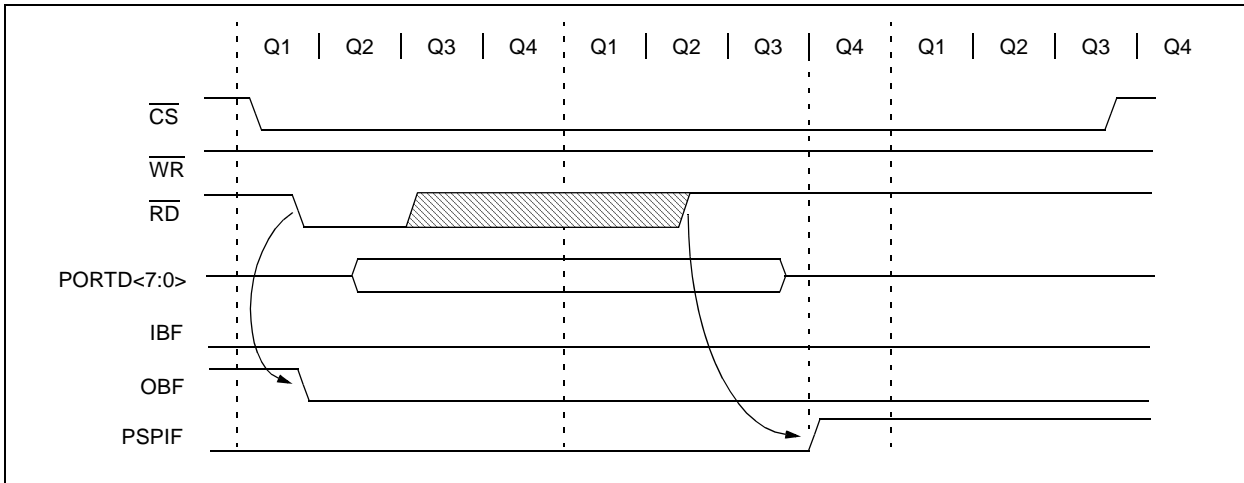 Q1 | Q2 | Q3 | Q4 | Q1 | Q2 | Q3 | Q4 | Q1 | Q2 | Q3 | Q4
CS
WR
RD
PORTD<7:0>
IBF
OBF
PSPIF